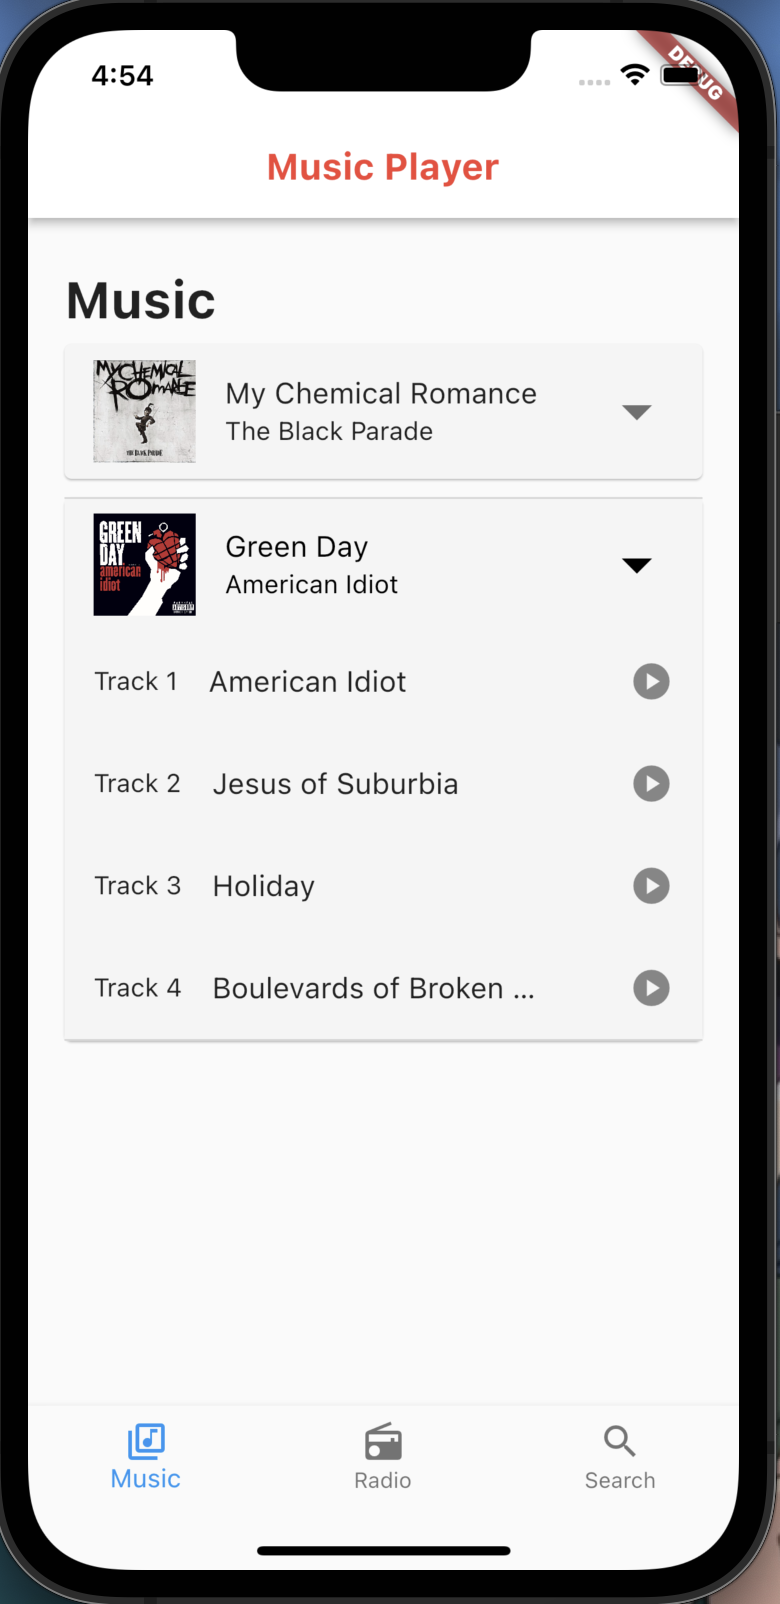 4:54
DEBUG
Music Player
Music
MY CHEMICAL
ROMANCE
THE BLACK PARADE
My Chemical Romance
The Black Parade
GREEN
DAY
american
idiot
Green Day
American Idiot
Track 1 American Idiot
Track 2 Jesus of Suburbia
Track 3 Holiday
Track 4 Boulevards of Broken ...
Music Radio Search